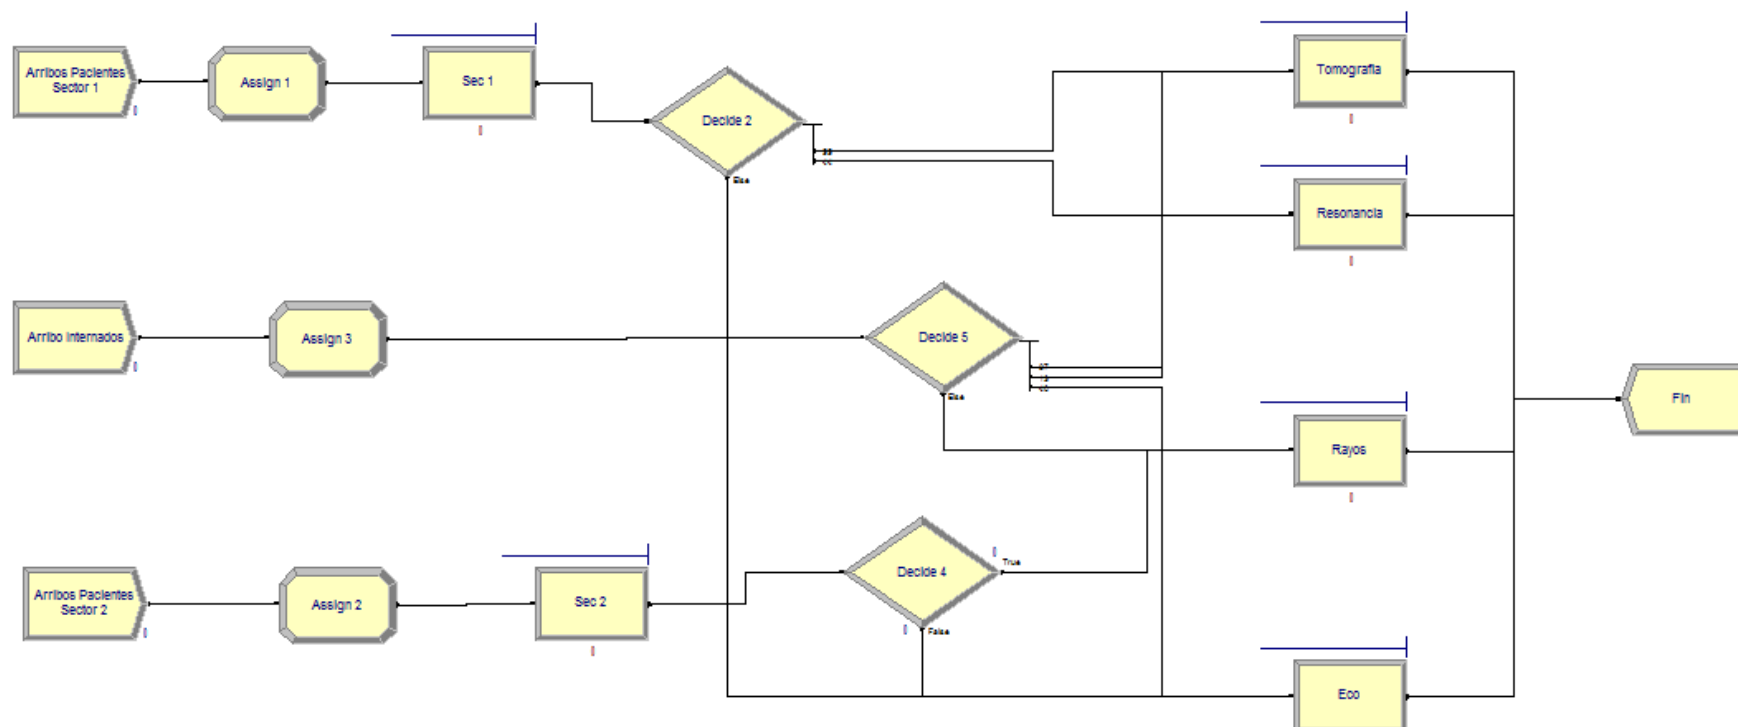 Arribos Pacientes
Sector 1
Assign 1
Sec 1
Decide 2
Else
Tomografia
Resonancia
Arribo Internados
Assign 3
Decide 5
Else
Fin
Rayos
Arribos Pacientes
Sector 2
Assign 2
Sec 2
Decide 4
True
False
Eco